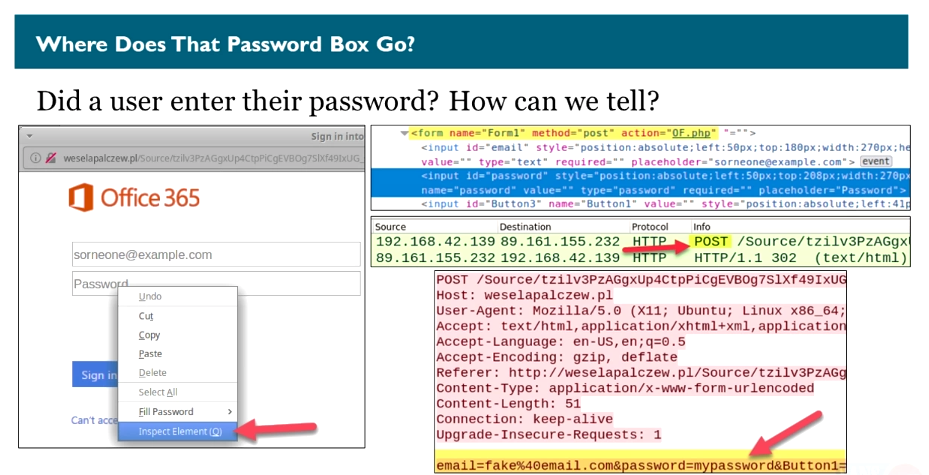 Where Does That Password Box Go?
Did a user enter their password? How can we tell?
Sign in into
weselapalczew.pl/Source/tzilv3PzAGgxUp4CtpPiCgEVBOg7SlXf49IxUG_
Office 365
sorneone@example.com
Password
Undo
Cut
Copy
Paste
Delete
Select All
Fill Password
Inspect Element (Q)
Sign in
Can't acce
<form name="Form1" method="post" action="OF.php" "="">
<input id="email" style="position:absolute;left:50px;top:180px;width:270px;he
value="" type="text" required="" placeholder="sorneone@example.com"> event
<input id="password" style="position:absolute;left:50px;top:208px;width:270px
name="password" value="" type="password" required="" placeholder="Password">
<input id="Button3" name="Button1" value="" style="position:absolute;left:41p
Source Destination Protocol Info
192.168.42.139 89.161.155.232 HTTP POST /Source/tzilv3PzAGgxU
89.161.155.232 192.168.42.139 HTTP HTTP/1.1 302 (text/html)
POST /Source/tzilv3PzAGgxUp4CtpPiCgEVBOg7SlXf49IxUG
Host: weselapalczew.pl
User-Agent: Mozilla/5.0 (X11; Ubuntu; Linux x86_64;
Accept: text/html,application/xhtml+xml,application
Accept-Language: en-US,en;q=0.5
Accept-Encoding: gzip, deflate
Referer: http://weselapalczew.pl/Source/tzilv3PzAGg
Content-Type: application/x-www-form-urlencoded
Content-Length: 51
Connection: keep-alive
Upgrade-Insecure-Requests: 1
email=fake%40email.com&password=mypassword&Button1=